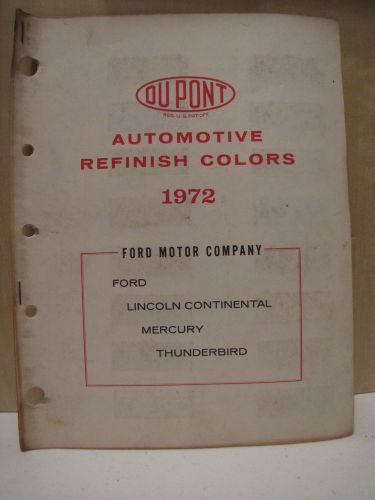 DU PONT
REG. U.S. PAT. OFF.
AUTOMOTIVE
REFINISH COLORS
1972
FORD MOTOR COMPANY
FORD
LINCOLN CONTINENTAL
MERCURY
THUNDERBIRD